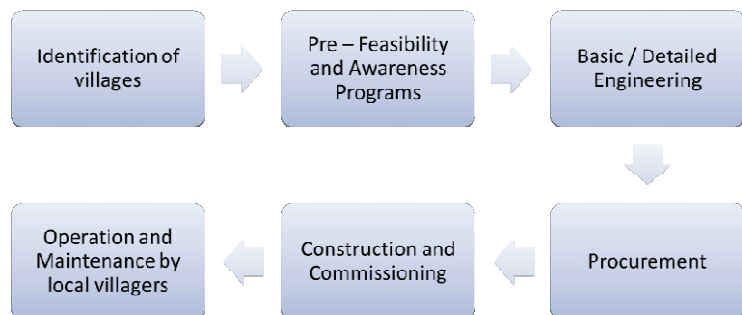 Identification of
villages
Pre – Feasibility
and Awareness
Programs
Basic / Detailed
Engineering
Procurement
Construction and
Commissioning
Operation and
Maintenance by
local villagers